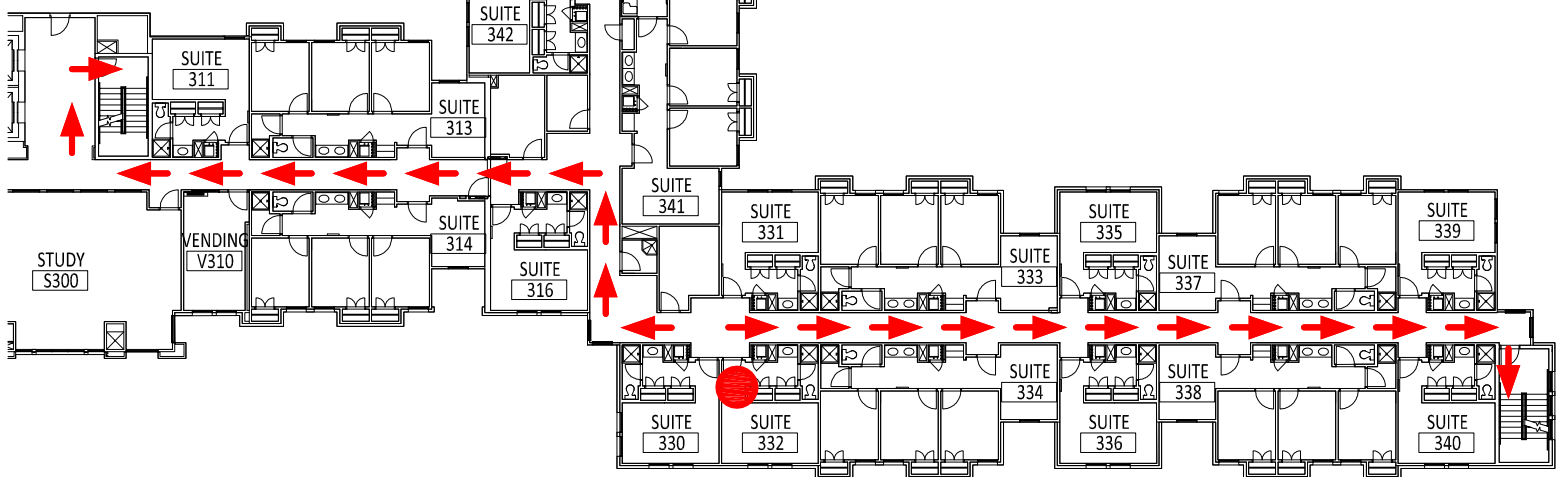 SUITE
342
SUITE
311
SUITE
313
SUITE
341
SUITE
331
SUITE
335
SUITE
339
SUITE
314
VENDING
V310
STUDY
S300
SUITE
316
SUITE
333
SUITE
337
SUITE
334
SUITE
338
SUITE
330
SUITE
332
SUITE
336
SUITE
340